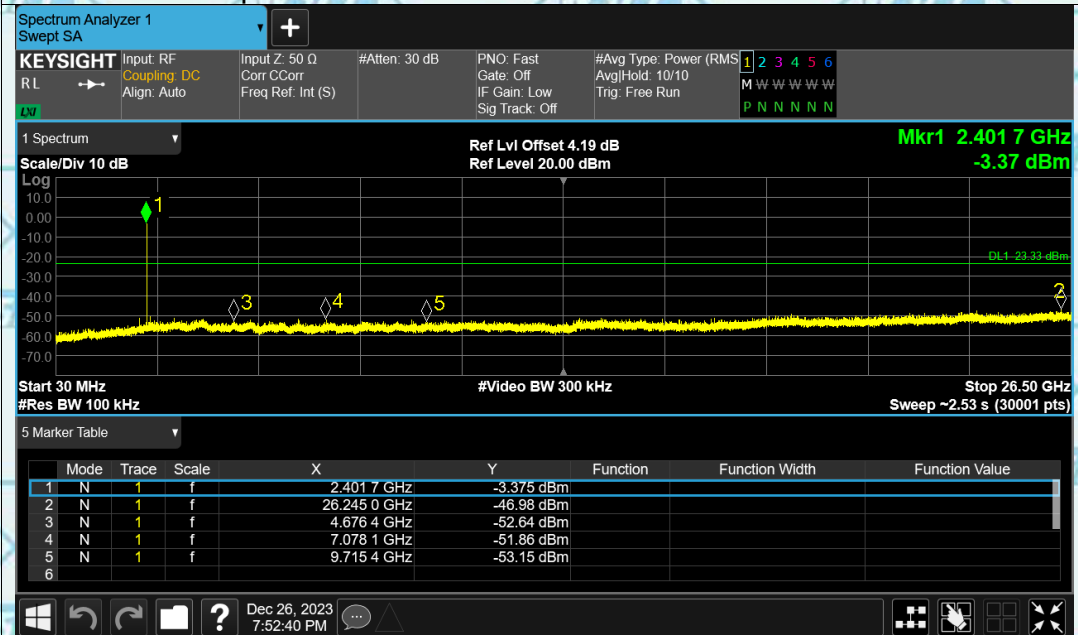 Spectrum Analyzer 1
Swept SA
KEYSIGHT
RL
LXI
Input: RF
Coupling: DC
Align: Auto
Input Z: 50 Ω
Corr CCorr
Freq Ref: Int (S)
#Atten: 30 dB
PNO: Fast
Gate: Off
IF Gain: Low
Sig Track: Off
#Avg Type: Power (RMS
Avg|Hold: 10/10
Trig: Free Run
1 2 3 4 5 6
M W W W W W
P N N N N N
1 Spectrum
Scale/Div 10 dB
Ref Lvl Offset 4.19 dB
Ref Level 20.00 dBm
Mkr1 2.401 7 GHz
-3.37 dBm
Log
10.0
0.00
-10.0
-20.0
-30.0
-40.0
-50.0
-60.0
-70.0
1
3
4
5
2
DL1 -23.33 dBm
Start 30 MHz
#Res BW 100 kHz
#Video BW 300 kHz
Stop 26.50 GHz
Sweep ~2.53 s (30001 pts)
5 Marker Table
Mode Trace Scale X Y Function Function Width Function Value
1 N 1 f 2.401 7 GHz -3.375 dBm
2 N 1 f 26.245 0 GHz -46.98 dBm
3 N 1 f 4.676 4 GHz -52.64 dBm
4 N 1 f 7.078 1 GHz -51.86 dBm
5 N 1 f 9.715 4 GHz -53.15 dBm
6
?
Dec 26, 2023
7:52:40 PM